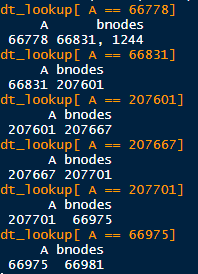 dt_lookup[ A == 66778]
A bnodes
66778 66831, 1244
dt_lookup[ A == 66831]
A bnodes
66831 207601
dt_lookup[ A == 207601]
A bnodes
207601 207667
dt_lookup[ A == 207667]
A bnodes
207667 207701
dt_lookup[ A == 207701]
A bnodes
207701 66975
dt_lookup[ A == 66975]
A bnodes
66975 66981